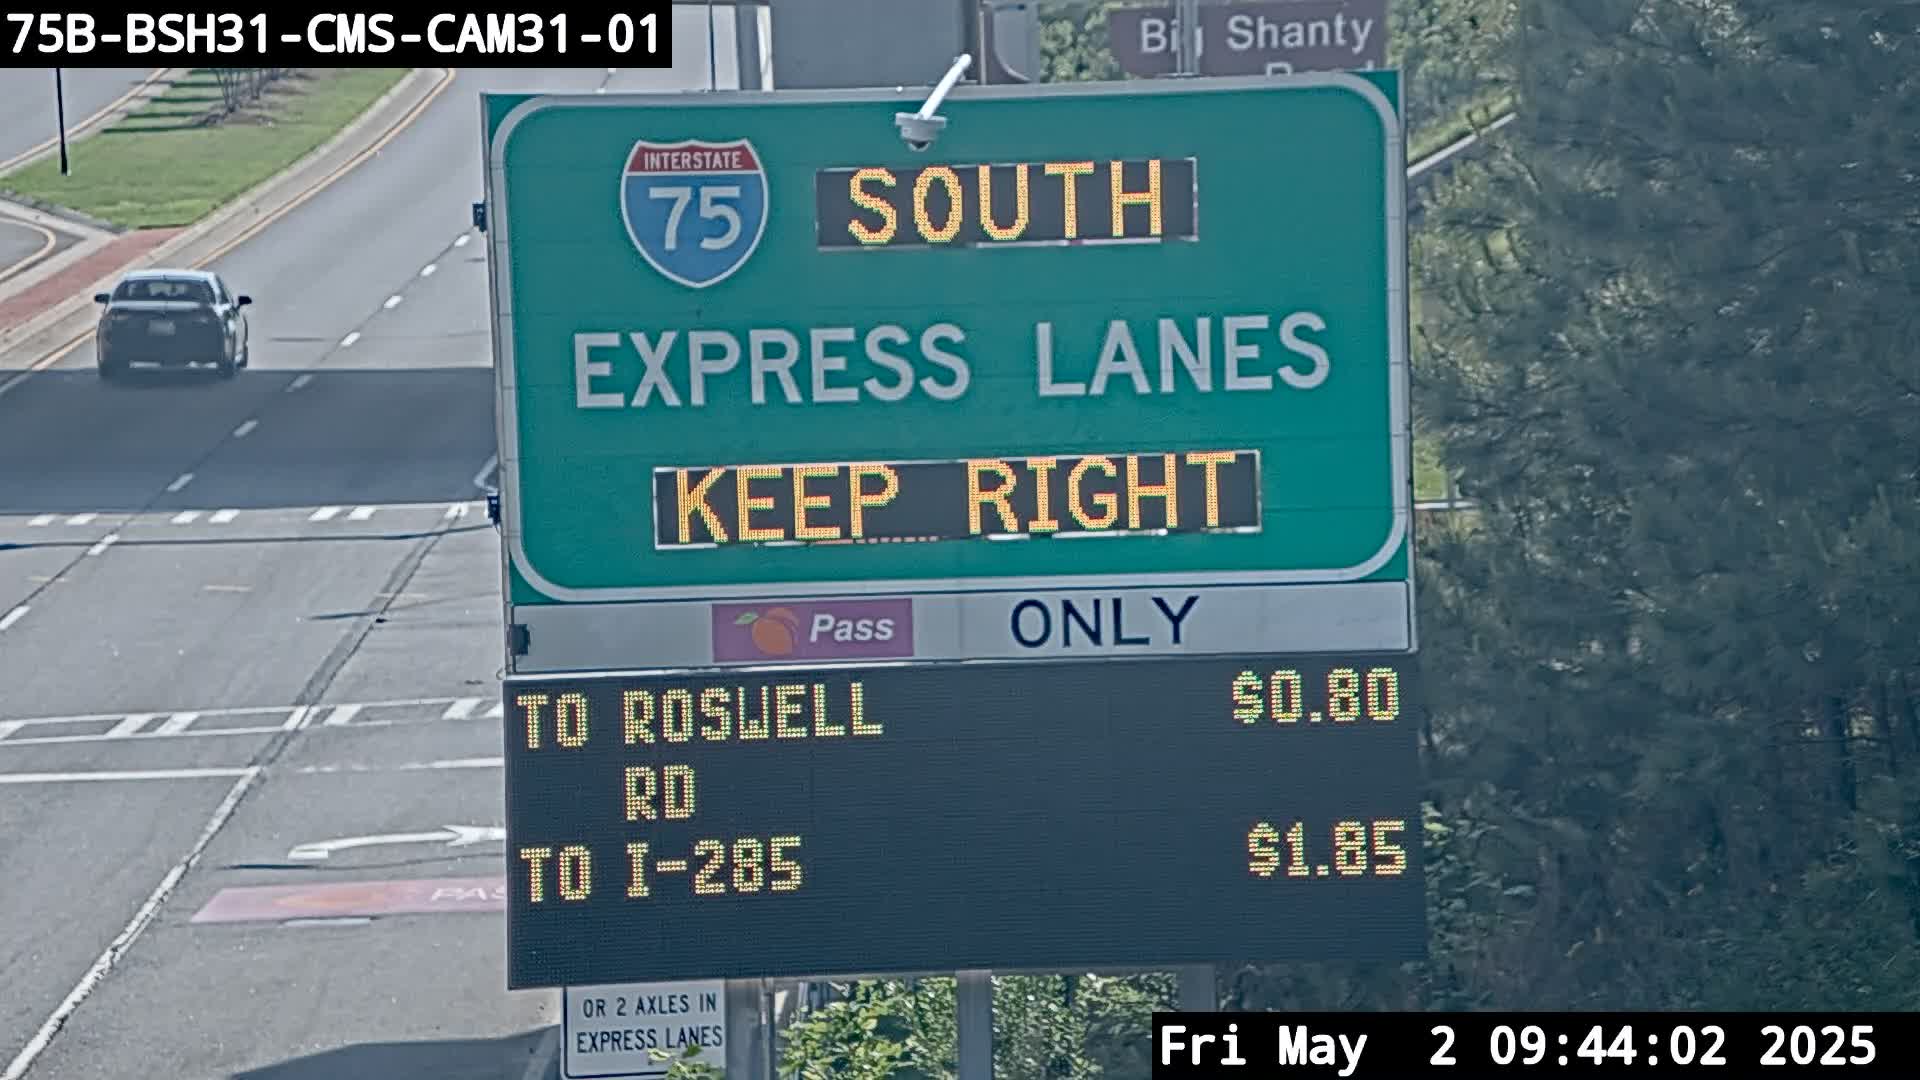 75B-BSH31-CMS-CAM31-01
Big Shanty
Road
INTERSTATE
75
SOUTH
EXPRESS LANES
KEEP RIGHT
Pass ONLY
TO ROSWELL $0.80
RD
TO I-285 $1.85
PAS
OR 2 AXLES IN
EXPRESS LANES
Fri May 2 09:44:02 2025